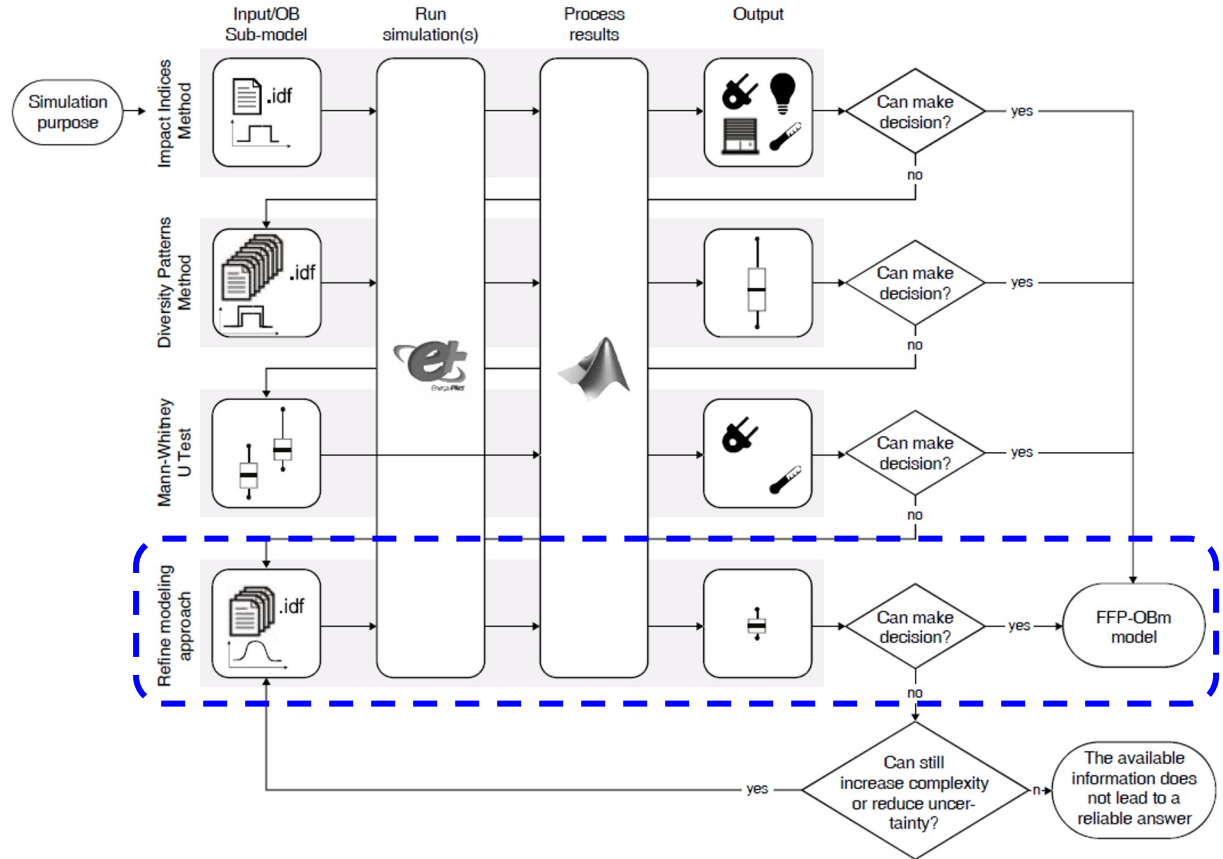 Input/OB
Sub-model
Run
simulation(s)
Process
results
Output
Simulation
purpose
Impact Indices
Method
.idf
Can make
decision?
yes
no
Diversity Patterns
Method
.idf
Can make
decision?
yes
no
e+
EnergyPlus
Mann-Whitney
U Test
Can make
decision?
yes
no
Refine modeling
approach
.idf
Can make
decision?
yes
FFP-OBm
model
no
Can still
increase complexity
or reduce uncer-
tainty?
yes
n
The available
information does
not lead to a
reliable answer